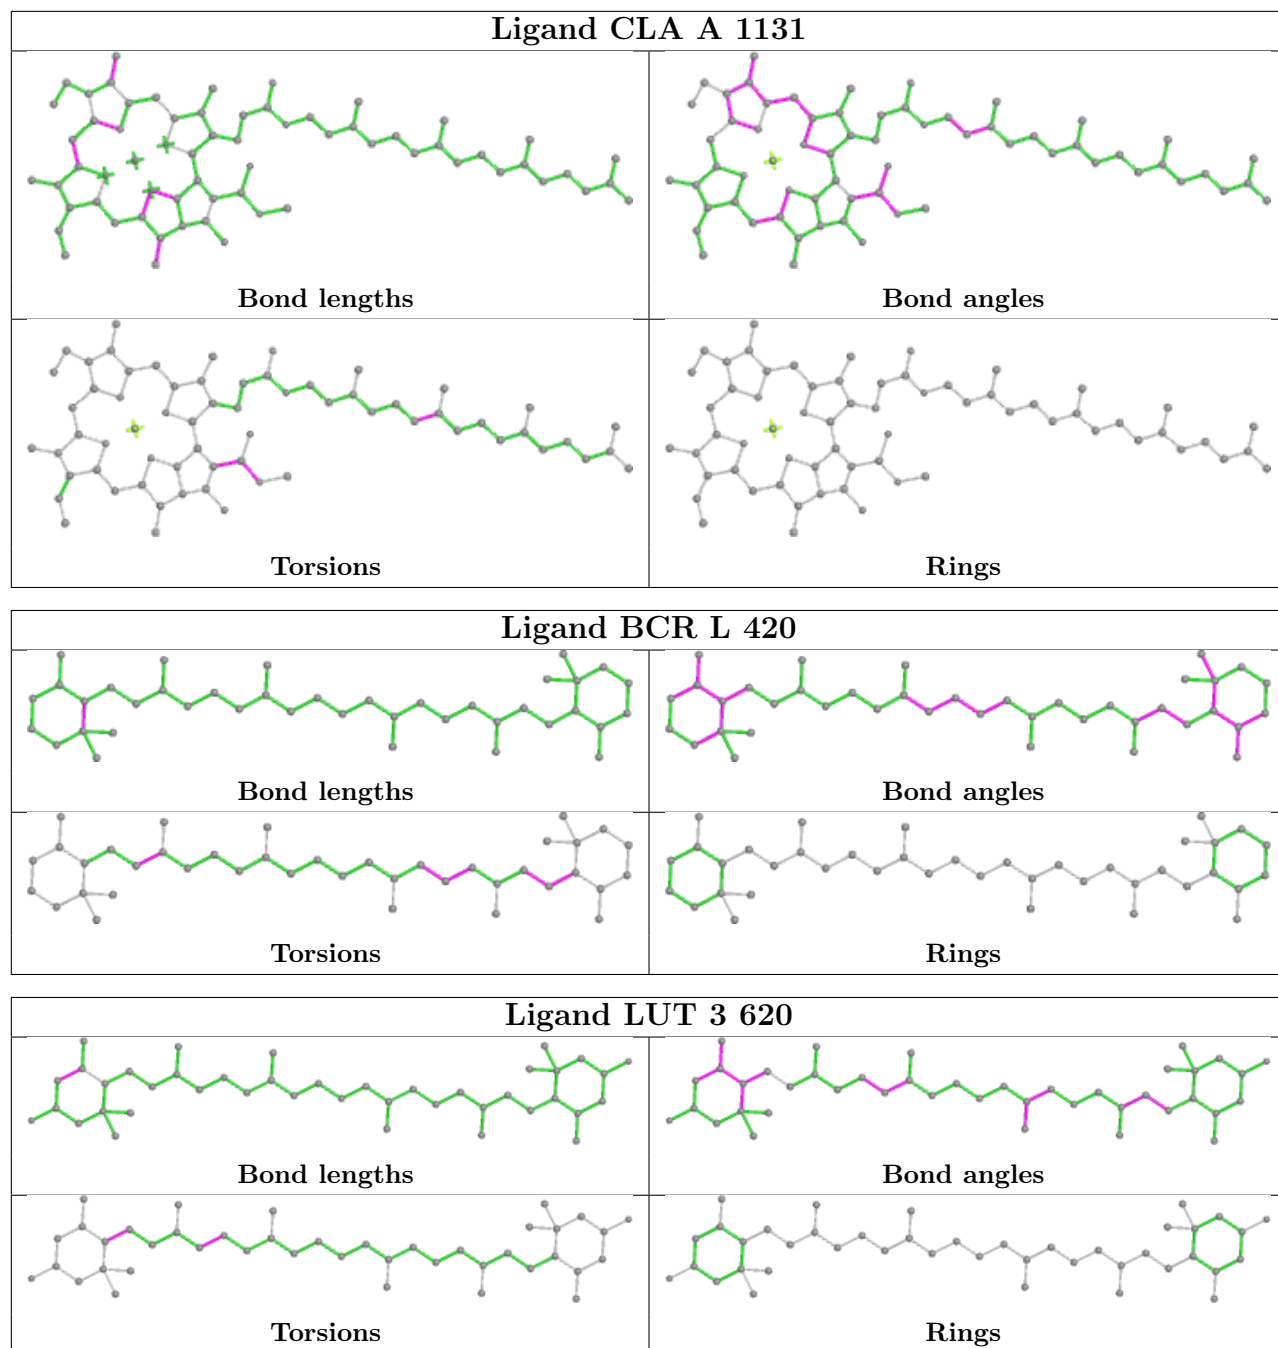 Ligand CLA A 1131
Bond lengths
Bond angles
Torsions
Rings
Ligand BCR L 420
Bond lengths
Bond angles
Torsions
Rings
Ligand LUT 3 620
Bond lengths
Bond angles
Torsions
Rings